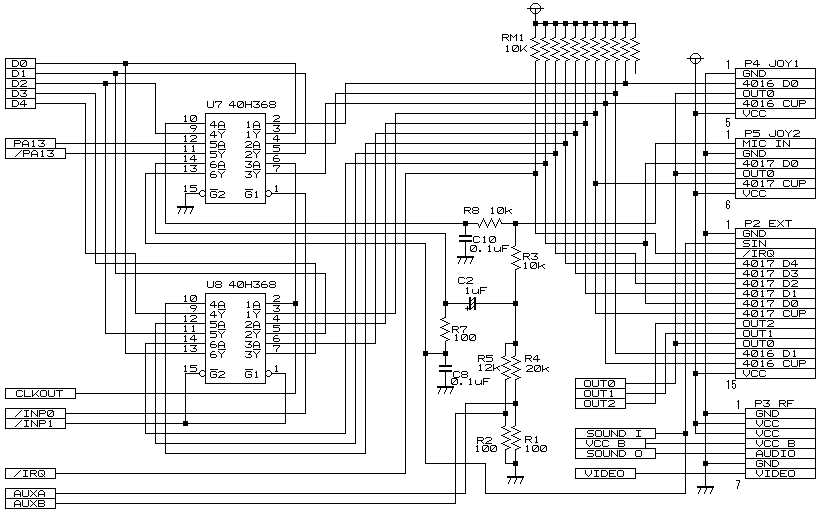 D0
D1
D2
D3
D4
PA13
/PA13
CLKOUT
/INP0
/INP1
/IRQ
AUXA
AUXB
U7 40H368
10 4A 1A 2
9 4Y 1Y 3
12 5A 2A 4
11 5Y 2Y 5
14 6A 3A 6
13 6Y 3Y 7
15 G2 G1 1
U8 40H368
10 4A 1A 2
9 4Y 1Y 3
12 5A 2A 4
11 5Y 2Y 5
14 6A 3A 6
13 6Y 3Y 7
15 G2 G1 1
RM1
10K
R8 10k
C10
0.1uF
R3
10k
C2
1uF
R7
100
C8
0.1uF
R5
12k
R4
20k
R2
100
R1
100
OUT0
OUT1
OUT2
SOUND I
VCC B
SOUND O
VIDEO
1 P4 JOY1
GND
4016 D0
OUT0
4016 CUP
VCC
5
1 P5 JOY2
MIC IN
GND
4017 D0
OUT0
4017 CUP
VCC
6
1 P2 EXT
GND
SIN
/IRQ
4017 D4
4017 D3
4017 D2
4017 D1
4017 D0
4017 CUP
OUT2
OUT1
OUT0
4016 D1
4016 CUP
VCC
15
1 P3 RF
GND
VCC
VCC
VCC B
AUDIO
GND
VIDEO
7